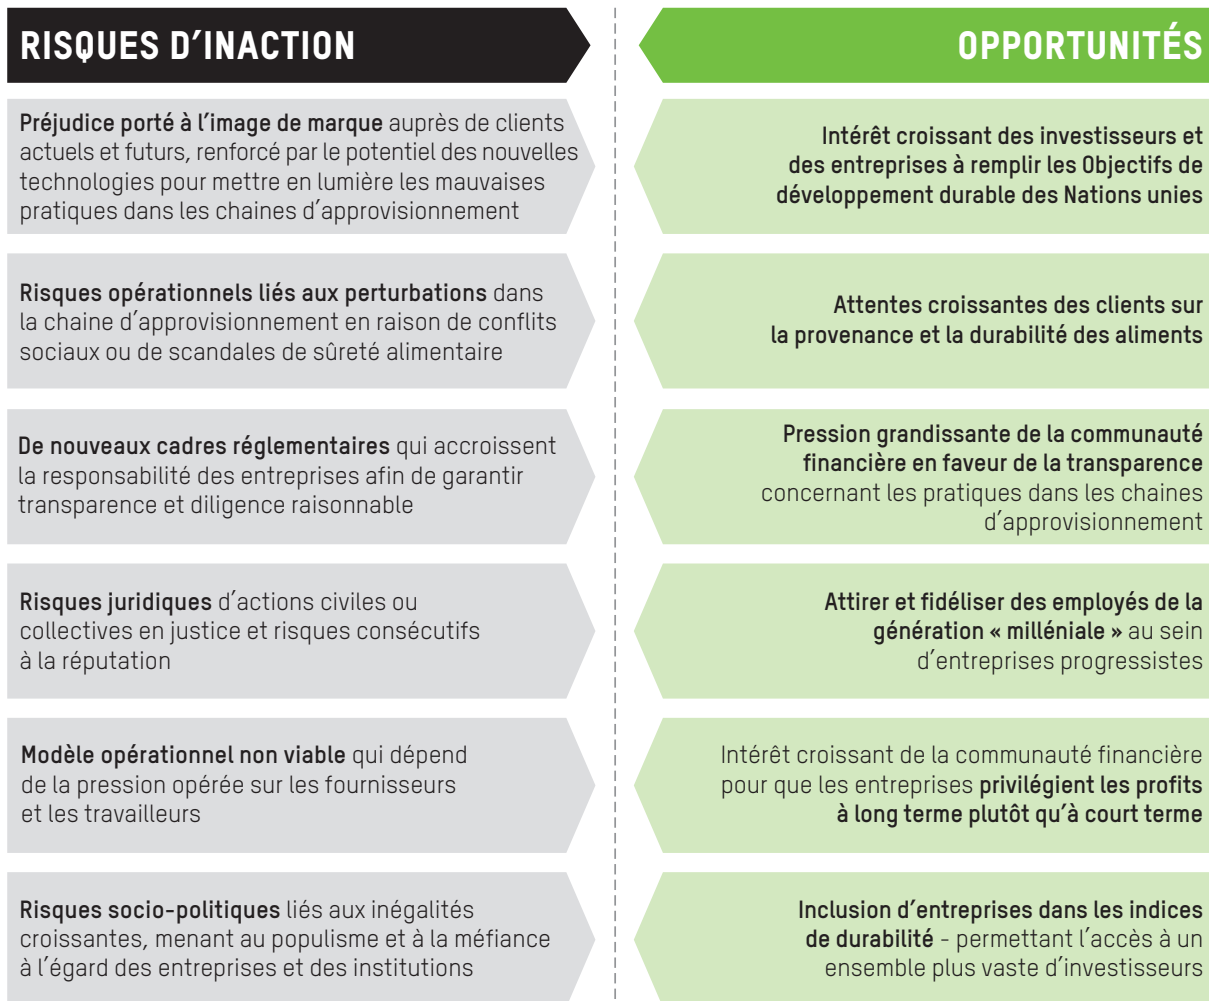 RISQUES D’INACTION
Préjudice porté à l’image de marque auprès de clients
actuels et futurs, renforcé par le potentiel des nouvelles
technologies pour mettre en lumière les mauvaises
pratiques dans les chaines d’approvisionnement
Risques opérationnels liés aux perturbations dans
la chaine d’approvisionnement en raison de conflits
sociaux ou de scandales de sûreté alimentaire
De nouveaux cadres réglementaires qui accroissent
la responsabilité des entreprises afin de garantir
transparence et diligence raisonnable
Risques juridiques d’actions civiles ou
collectives en justice et risques consécutifs
à la réputation
Modèle opérationnel non viable qui dépend
de la pression opérée sur les fournisseurs
et les travailleurs
Risques socio-politiques liés aux inégalités
croissantes, menant au populisme et à la méfiance
à l’égard des entreprises et des institutions
OPPORTUNITÉS
Intérêt croissant des investisseurs et
des entreprises à remplir les Objectifs de
développement durable des Nations unies
Attentes croissantes des clients sur
la provenance et la durabilité des aliments
Pression grandissante de la communauté
financière en faveur de la transparence
concernant les pratiques dans les chaines
d’approvisionnement
Attirer et fidéliser des employés de la
génération « milléniale » au sein
d’entreprises progressistes
Intérêt croissant de la communauté financière
pour que les entreprises privilégient les profits
à long terme plutôt qu’à court terme
Inclusion d’entreprises dans les indices
de durabilité - permettant l’accès à un
ensemble plus vaste d’investisseurs